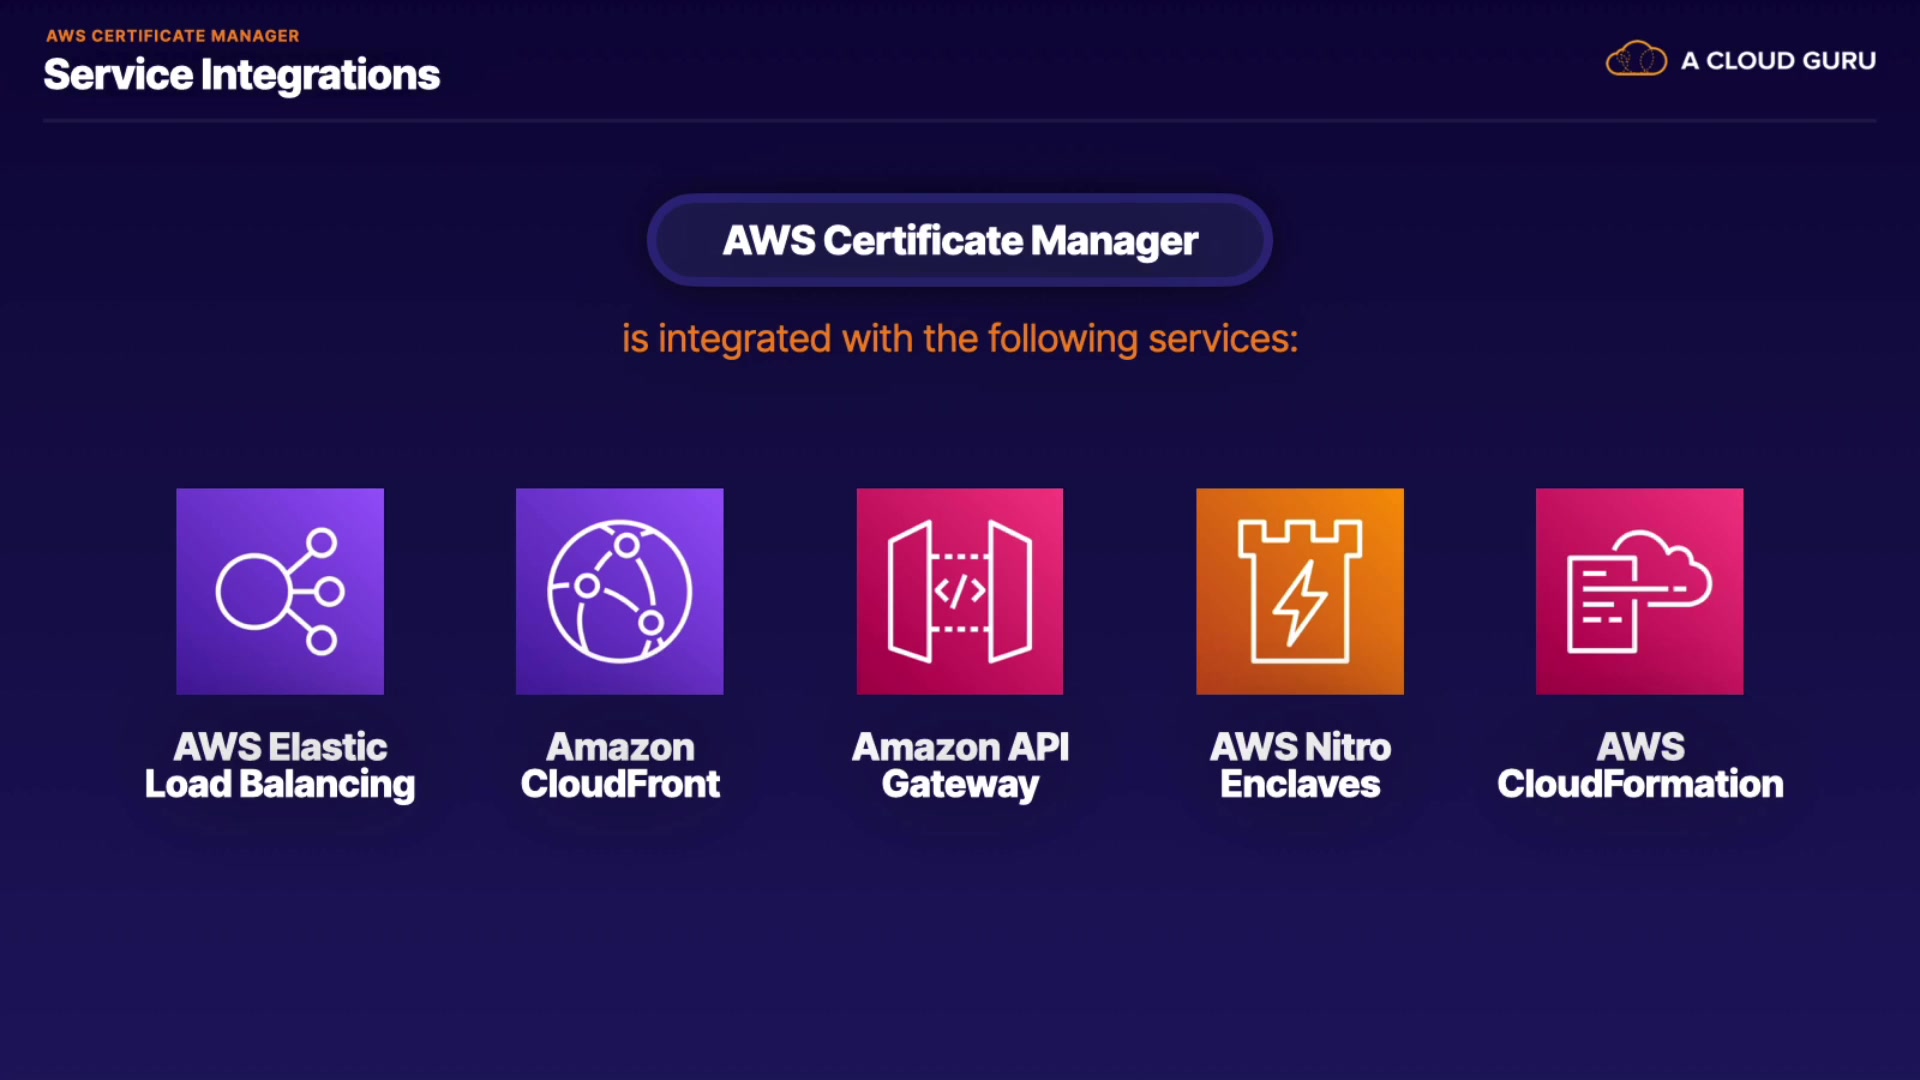 AWS CERTIFICATE MANAGER
Service Integrations
A CLOUD GURU
AWS Certificate Manager
is integrated with the following services:
</>
AWS Elastic
Load Balancing
Amazon
CloudFront
Amazon API
Gateway
AWS Nitro
Enclaves
AWS
CloudFormation